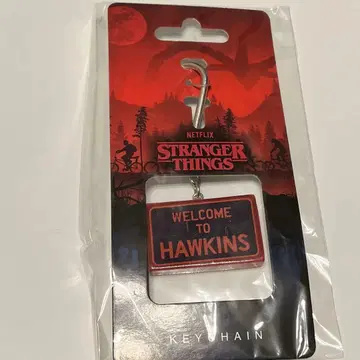 NETFLIX
STRANGER
THINGS
WELCOME
TO
HAWKINS
KEYCHAIN